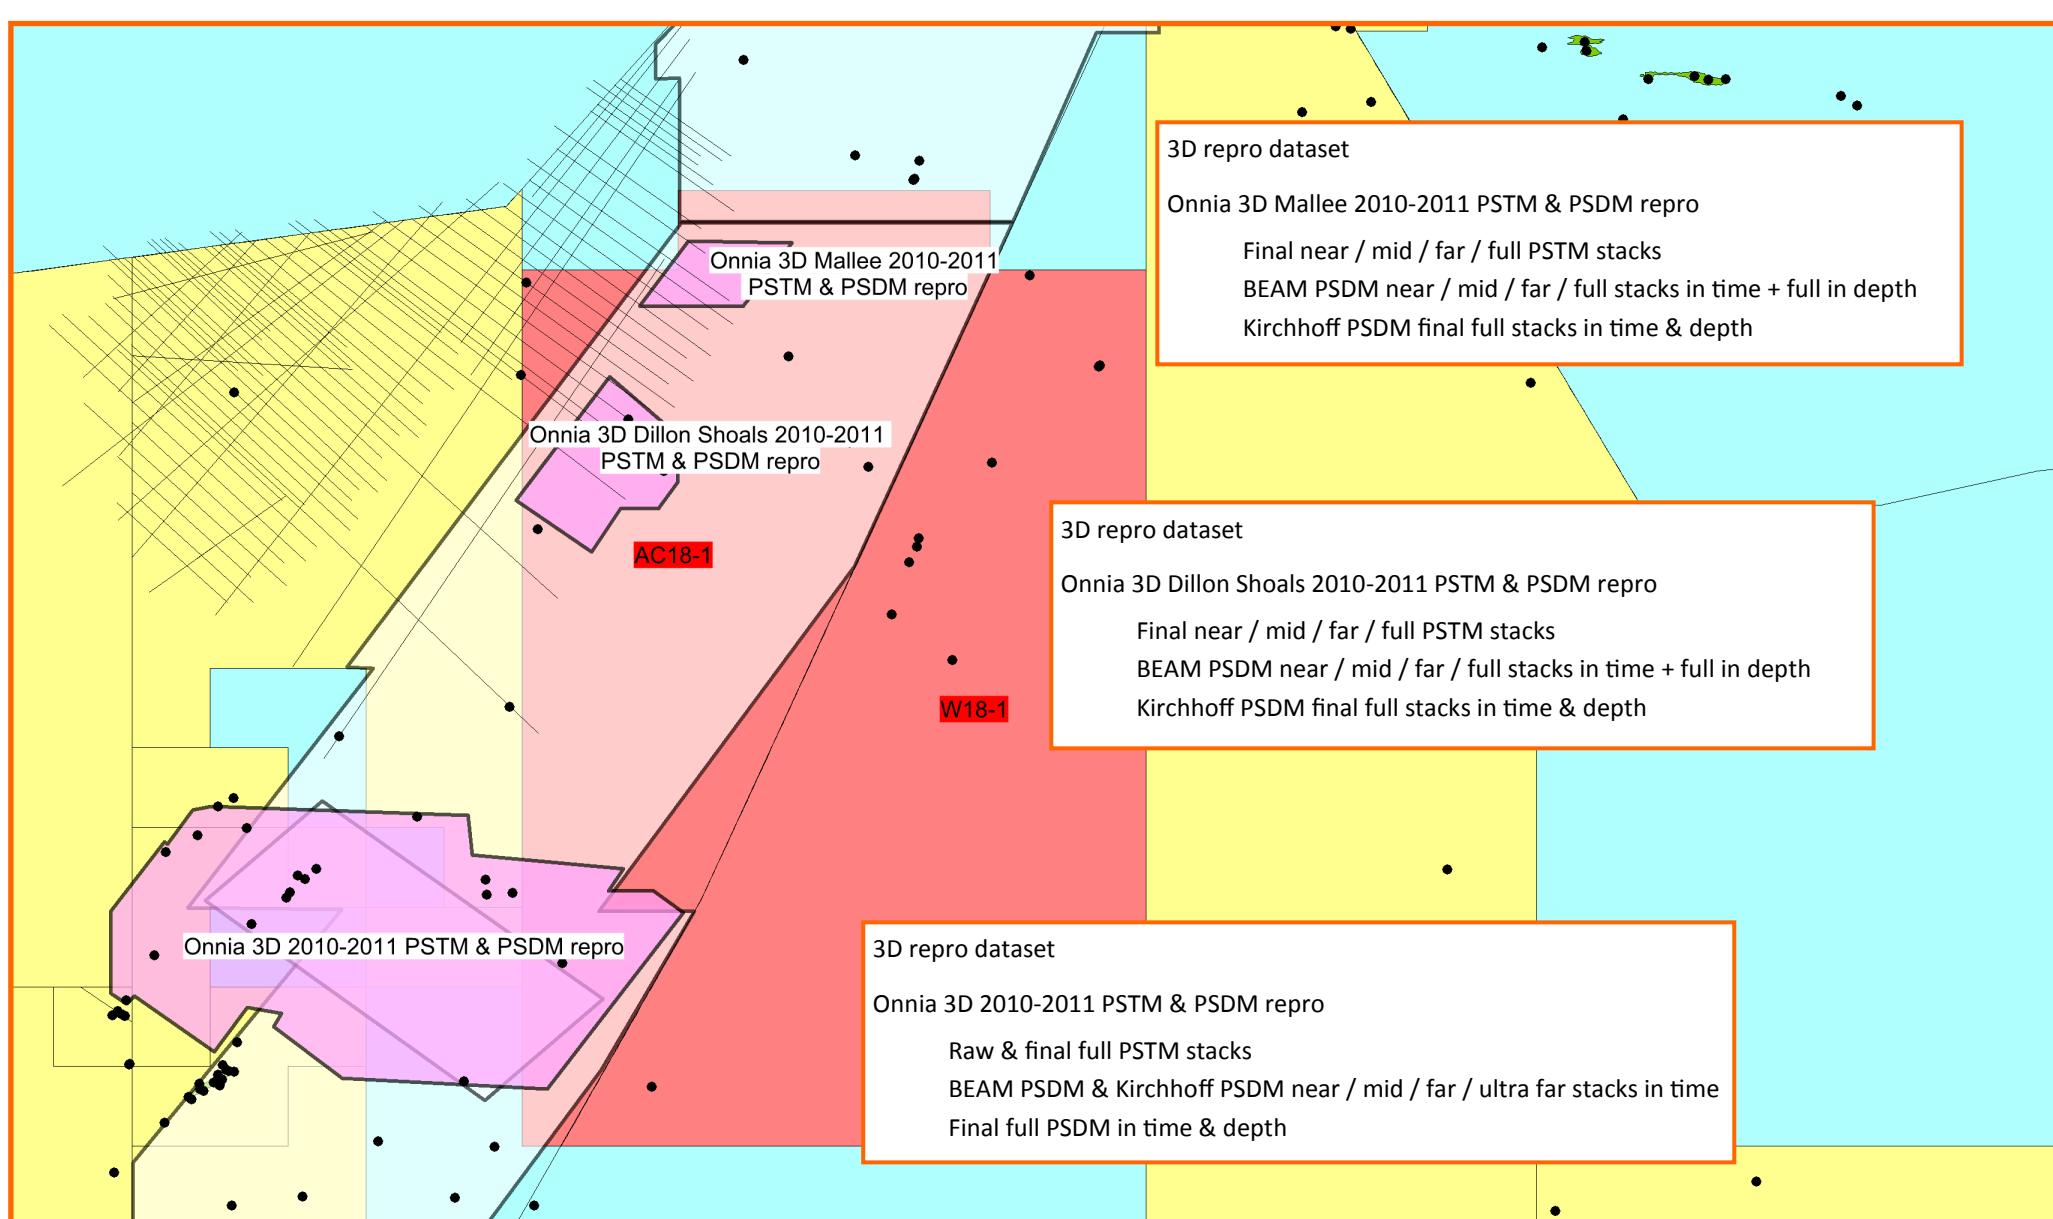 3D repro dataset
Onnia 3D Mallee 2010-2011 PSTM & PSDM repro
Final near / mid / far / full PSTM stacks
BEAM PSDM near / mid / far / full stacks in time + full in depth
Kirchhoff PSDM final full stacks in time & depth
Onnia 3D Mallee 2010-2011
PSTM & PSDM repro
Onnia 3D Dillon Shoals 2010-2011
PSTM & PSDM repro
AC18-1
3D repro dataset
Onnia 3D Dillon Shoals 2010-2011 PSTM & PSDM repro
Final near / mid / far / full PSTM stacks
BEAM PSDM near / mid / far / full stacks in time + full in depth
Kirchhoff PSDM final full stacks in time & depth
W18-1
Onnia 3D 2010-2011 PSTM & PSDM repro
3D repro dataset
Onnia 3D 2010-2011 PSTM & PSDM repro
Raw & final full PSTM stacks
BEAM PSDM & Kirchhoff PSDM near / mid / far / ultra far stacks in time
Final full PSDM in time & depth